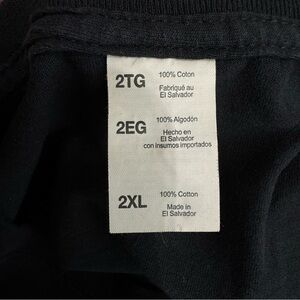 2TG
100% Coton
Fabriqué au
El Salvador
2EG
100% Algodón
Hecho en
El Salvador
con insumos importados
2XL
100% Cotton
Made in
El Salvador